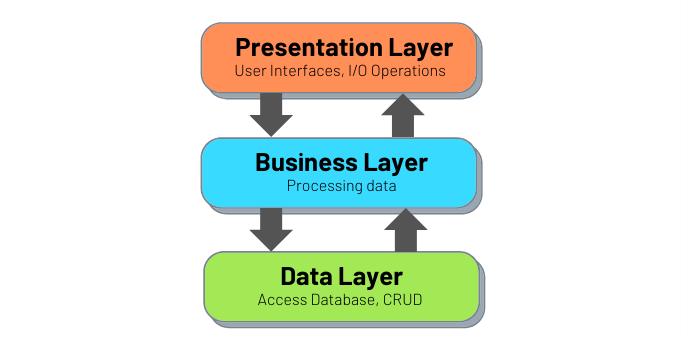 Presentation Layer
User Interfaces, I/O Operations
Business Layer
Processing data
Data Layer
Access Database, CRUD